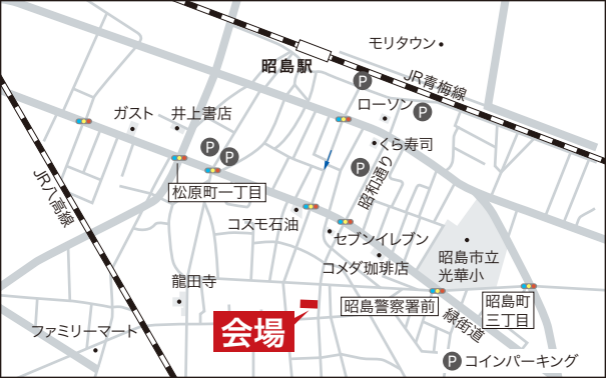 モリタウン
昭島駅
JR青梅線
P
P
ローソン
ガスト
井上書店
くら寿司
P
P
P
昭和通り
松原町一丁目
JR八高線
コスモ石油
セブンイレブン
コメダ珈琲店
昭島市立
光華小
龍田寺
会場
昭島警察署前
昭島町
三丁目
緑街道
ファミリーマート
P コインパーキング